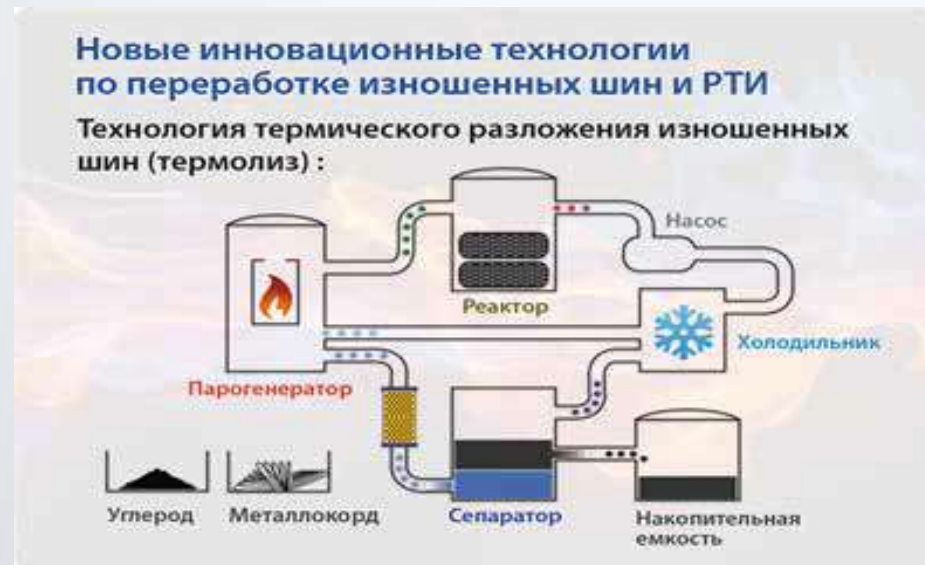 Новые инновационные технологии
по переработке изношенных шин и РТИ
Технология термического разложения изношенных
шин (термолиз) :
Насос
Реактор
Холодильник
Парогенератор
Углерод
Металлокорд
Сепаратор
Накопительная
емкость